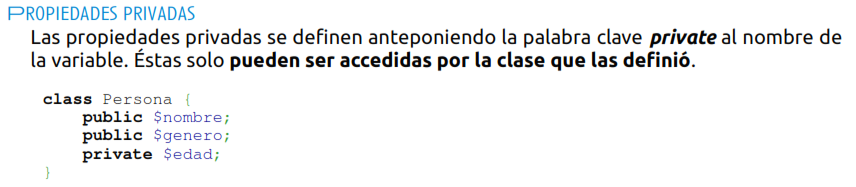 PROPIEDADES PRIVADAS
Las propiedades privadas se definen anteponiendo la palabra clave private al nombre de
la variable. Éstas solo pueden ser accedidas por la clase que las definió.
class Persona {
    public $nombre;
    public $genero;
    private $edad;
}